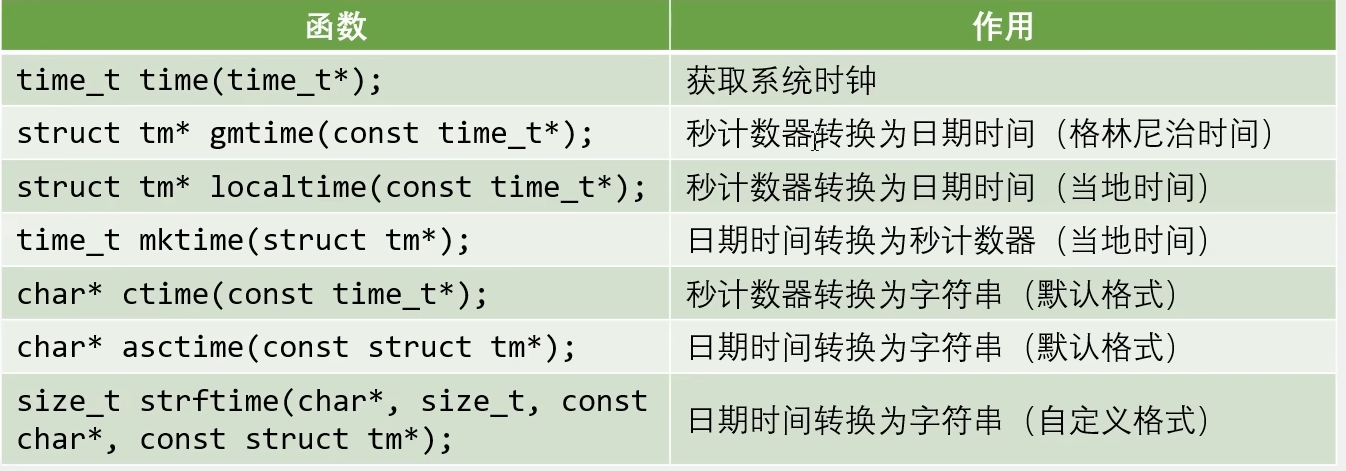 函数 作用
time_t time(time_t*); 获取系统时钟
struct tm* gmtime(const time_t*); 秒计数器转换为日期时间（格林尼治时间）
struct tm* localtime(const time_t*); 秒计数器转换为日期时间（当地时间）
time_t mktime(struct tm*); 日期时间转换为秒计数器（当地时间）
char* ctime(const time_t*); 秒计数器转换为字符串（默认格式）
char* asctime(const struct tm*); 日期时间转换为字符串（默认格式）
size_t strftime(char*, size_t, const
char*, const struct tm*); 日期时间转换为字符串（自定义格式）